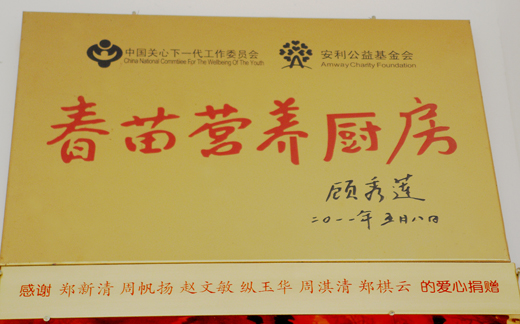 中国关心下一代工作委员会
China National Committee For The Wellbeing Of The Youth
安利公益基金会
Amway Charity Foundation
春苗营养厨房
顾秀莲
二〇一一年五月八日
感谢 郑新清 周帆扬 赵文敏 纵玉华 周淇清 郑棋云 的爱心捐赠